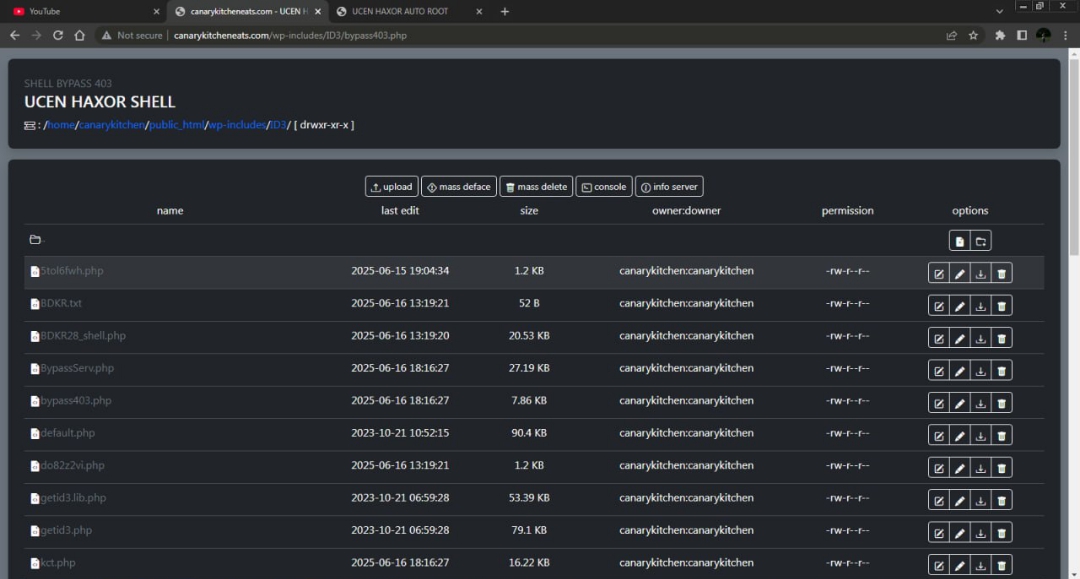 YouTube
canarykitcheneats.com - UCEN H
UCEN HAXOR AUTO ROOT
Not secure canarykitcheneats.com/wp-includes/ID3/bypass403.php
SHELL BYPASS 403
UCEN HAXOR SHELL
: /home/canarykitchen/public_html/wp-includes/ID3/ [ drwxr-xr-x ]
upload mass deface mass delete console info server
name last edit size owner:downer permission options
.
5tol6fwh.php 2025-06-15 19:04:34 1.2 KB canarykitchen:canarykitchen -rw-r--r--
BDKR.txt 2025-06-16 13:19:21 52 B canarykitchen:canarykitchen -rw-r--r--
BDKR28_shell.php 2025-06-16 13:19:20 20.53 KB canarykitchen:canarykitchen -rw-r--r--
BypassServ.php 2025-06-16 18:16:27 27.19 KB canarykitchen:canarykitchen -rw-r--r--
bypass403.php 2025-06-16 18:16:27 7.86 KB canarykitchen:canarykitchen -rw-r--r--
default.php 2023-10-21 10:52:15 90.4 KB canarykitchen:canarykitchen -rw-r--r--
do82z2vi.php 2025-06-16 13:19:21 1.2 KB canarykitchen:canarykitchen -rw-r--r--
getid3.lib.php 2023-10-21 06:59:28 53.39 KB canarykitchen:canarykitchen -rw-r--r--
getid3.php 2023-10-21 06:59:28 79.1 KB canarykitchen:canarykitchen -rw-r--r--
kct.php 2025-06-16 18:16:27 16.22 KB canarykitchen:canarykitchen -rw-r--r--